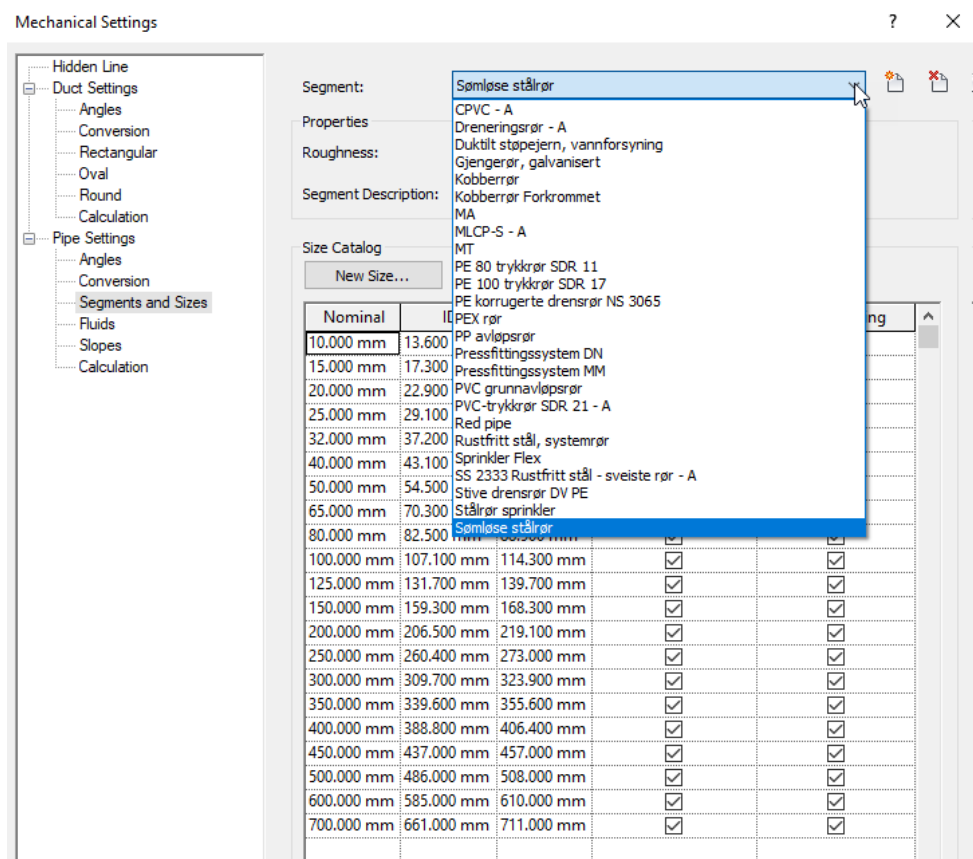 Mechanical Settings
?
Hidden Line
Duct Settings
Angles
Conversion
Rectangular
Oval
Round
Calculation
Pipe Settings
Angles
Conversion
Segments and Sizes
Fluids
Slopes
Calculation
Segment:
Sømløse stålrør
Properties
Roughness:
Segment Description:
CPVC - A
Dreneringsrør - A
Duktilt støpejern, vannforsyning
Gjengerør, galvanisert
Kobberrør
Kobberrør Forkrommet
MA
MLCP-S - A
MT
PE 80 trykkrør SDR 11
PE 100 trykkrør SDR 17
PE korrugerte drensrør NS 3065
PEX rør
PP avløpsrør
Pressfittingssystem DN
Pressfittingssystem MM
PVC grunnavløpsrør
PVC-trykkrør SDR 21 - A
Red pipe
Rustfritt stål, systemrør
Sprinkler Flex
SS 2333 Rustfritt stål - sveiste rør - A
Stive drensrør DV PE
Stålrør sprinkler
Sømløse stålrør
Size Catalog
New Size...
Nominal
10.000 mm 13.600
15.000 mm 17.300
20.000 mm 22.900
25.000 mm 29.100
32.000 mm 37.200
40.000 mm 43.100
50.000 mm 54.500
65.000 mm 70.300
80.000 mm 82.500
100.000 mm 107.100 mm 114.300 mm
125.000 mm 131.700 mm 139.700 mm
150.000 mm 159.300 mm 168.300 mm
200.000 mm 206.500 mm 219.100 mm
250.000 mm 260.400 mm 273.000 mm
300.000 mm 309.700 mm 323.900 mm
350.000 mm 339.600 mm 355.600 mm
400.000 mm 388.800 mm 406.400 mm
450.000 mm 437.000 mm 457.000 mm
500.000 mm 486.000 mm 508.000 mm
600.000 mm 585.000 mm 610.000 mm
700.000 mm 661.000 mm 711.000 mm